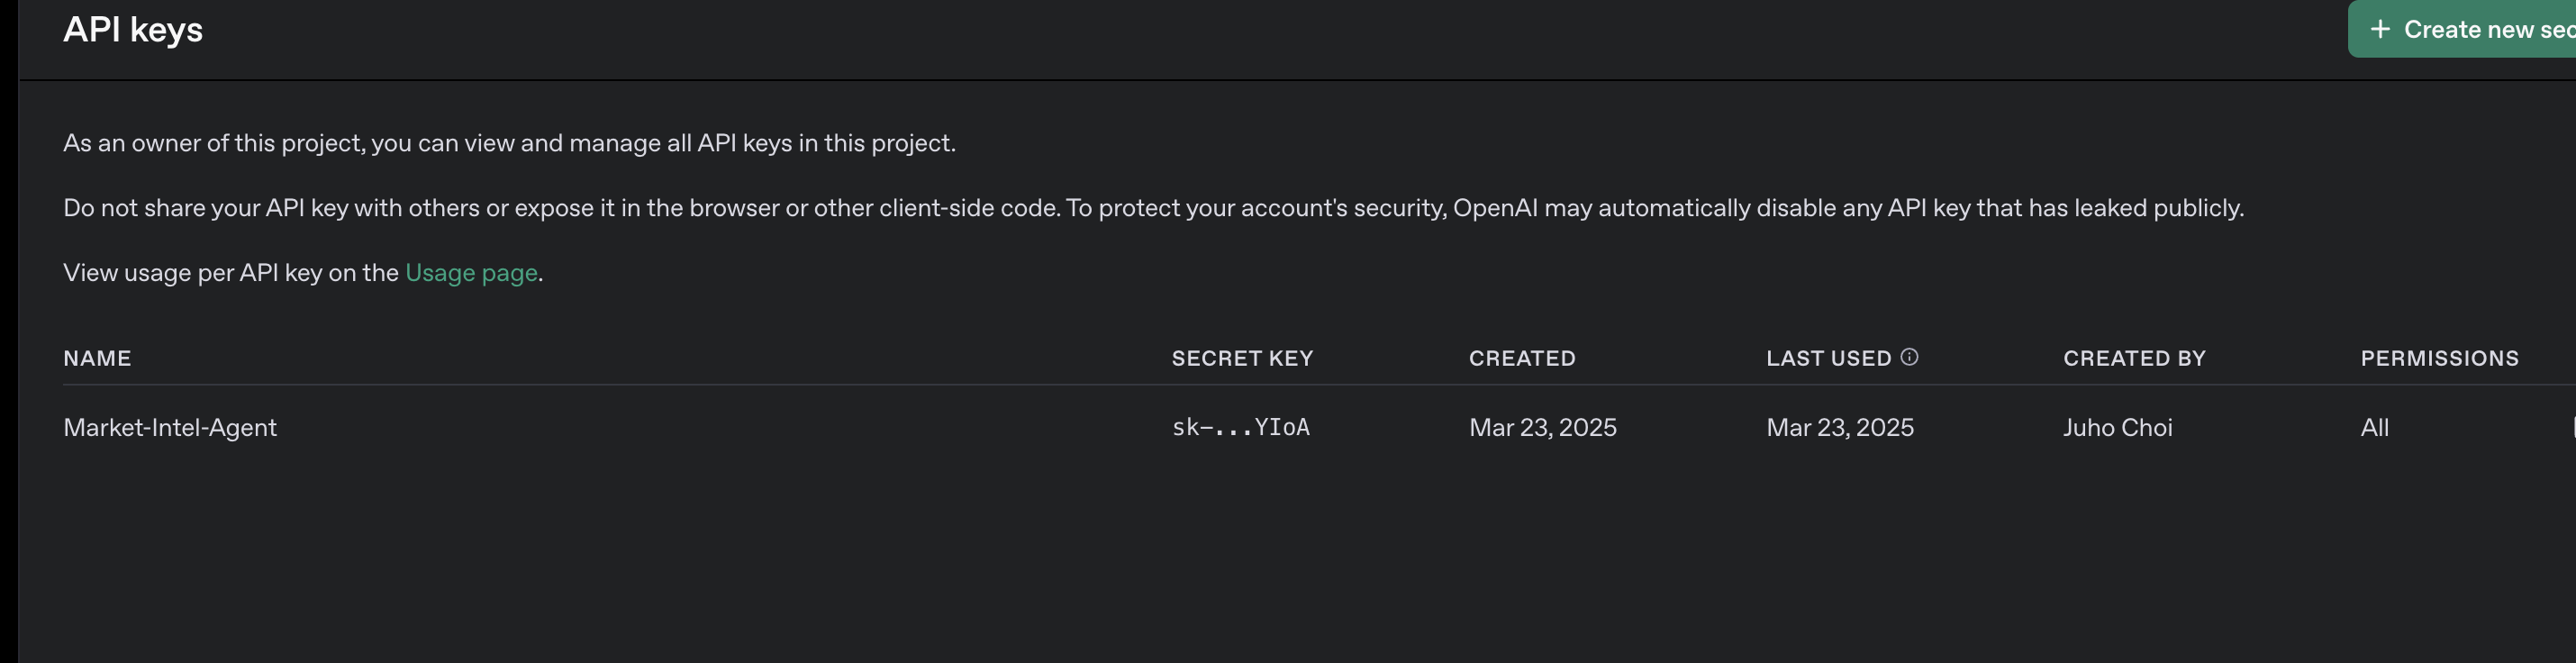 API keys
+ Create new sec
As an owner of this project, you can view and manage all API keys in this project.
Do not share your API key with others or expose it in the browser or other client-side code. To protect your account's security, OpenAI may automatically disable any API key that has leaked publicly.
View usage per API key on the Usage page.
NAME SECRET KEY CREATED LAST USED CREATED BY PERMISSIONS
Market-Intel-Agent sk-...YIoA Mar 23, 2025 Mar 23, 2025 Juho Choi All